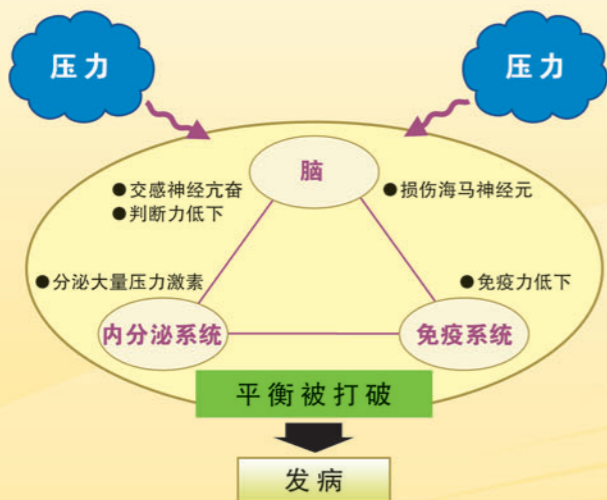 压力
压力
脑
●交感神经亢奋
●判断力低下
●损伤海马神经元
●分泌大量压力激素
●免疫力低下
内分泌系统
免疫系统
平衡被打破
发病